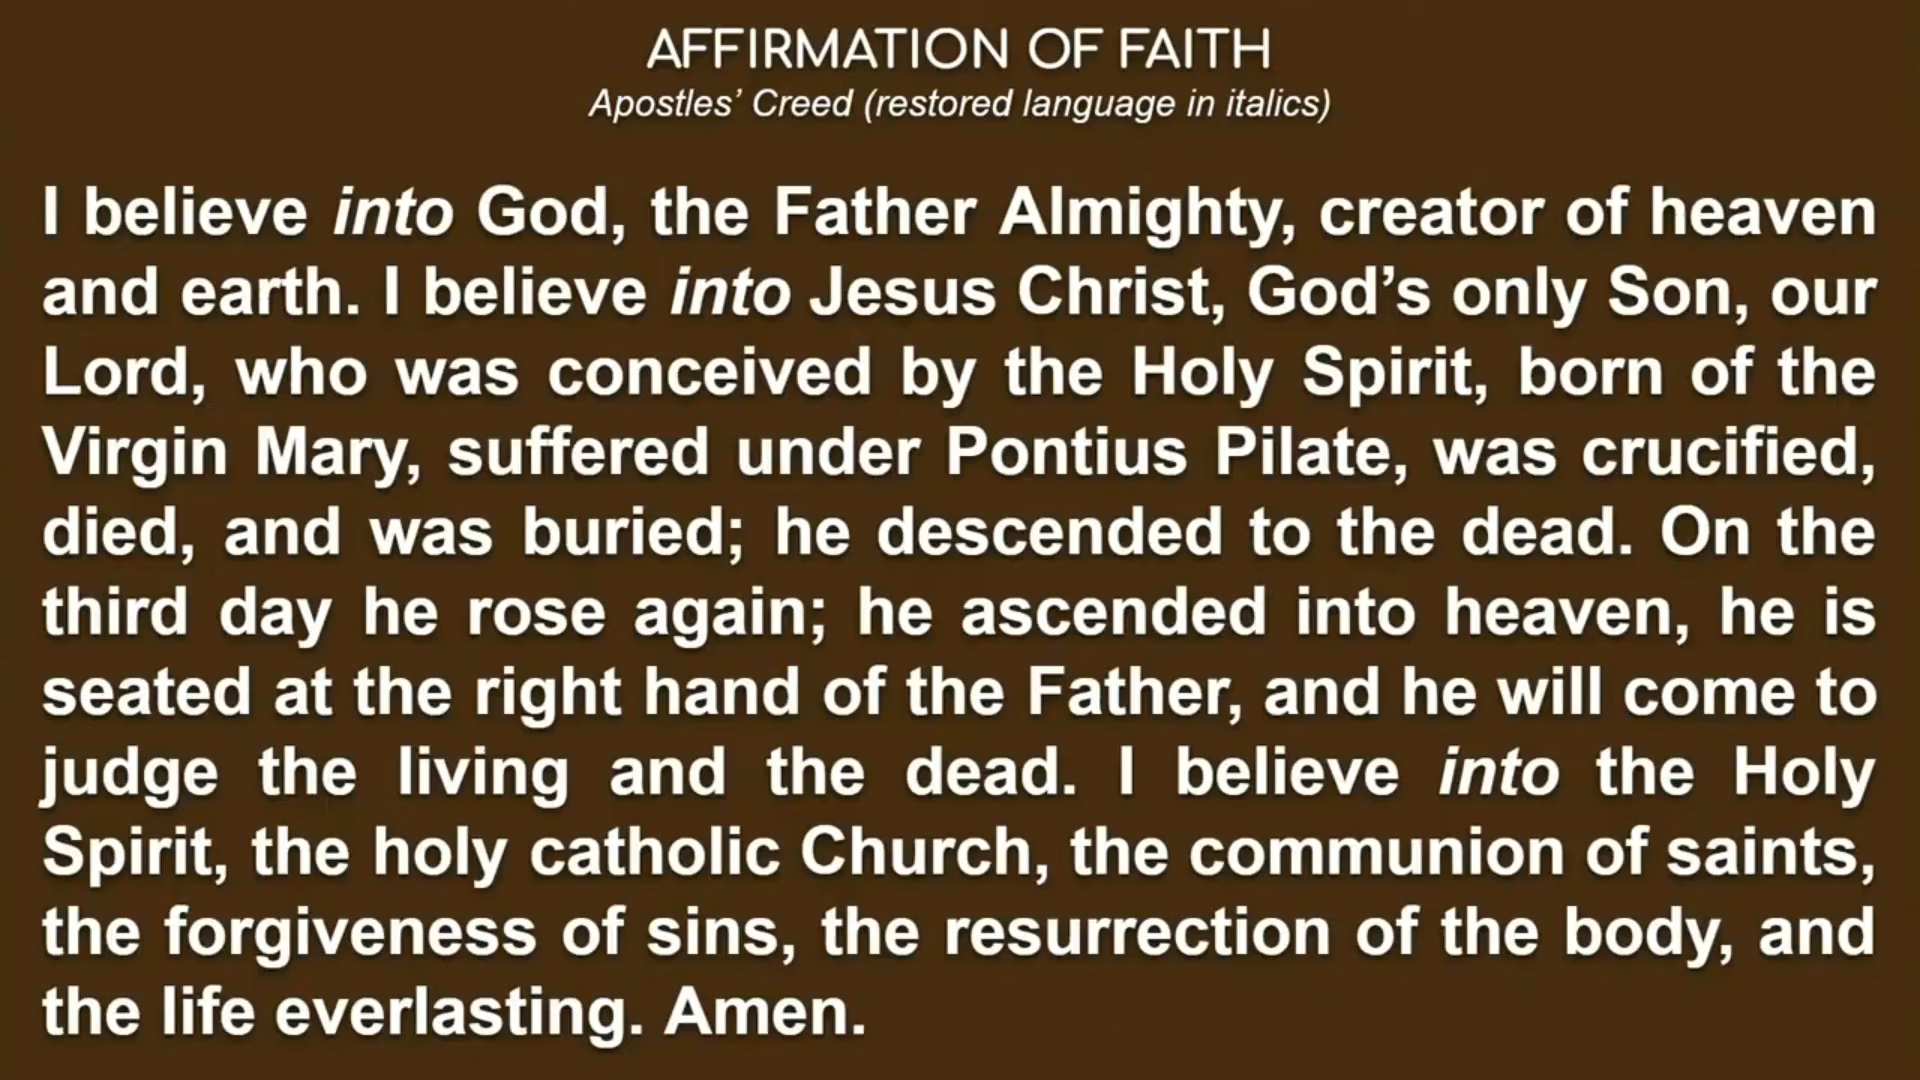 AFFIRMATION OF FAITH
Apostles’ Creed (restored language in italics)
I believe into God, the Father Almighty, creator of heaven
and earth. I believe into Jesus Christ, God’s only Son, our
Lord, who was conceived by the Holy Spirit, born of the
Virgin Mary, suffered under Pontius Pilate, was crucified,
died, and was buried; he descended to the dead. On the
third day he rose again; he ascended into heaven, he is
seated at the right hand of the Father, and he will come to
judge the living and the dead. I believe into the Holy
Spirit, the holy catholic Church, the communion of saints,
the forgiveness of sins, the resurrection of the body, and
the life everlasting. Amen.